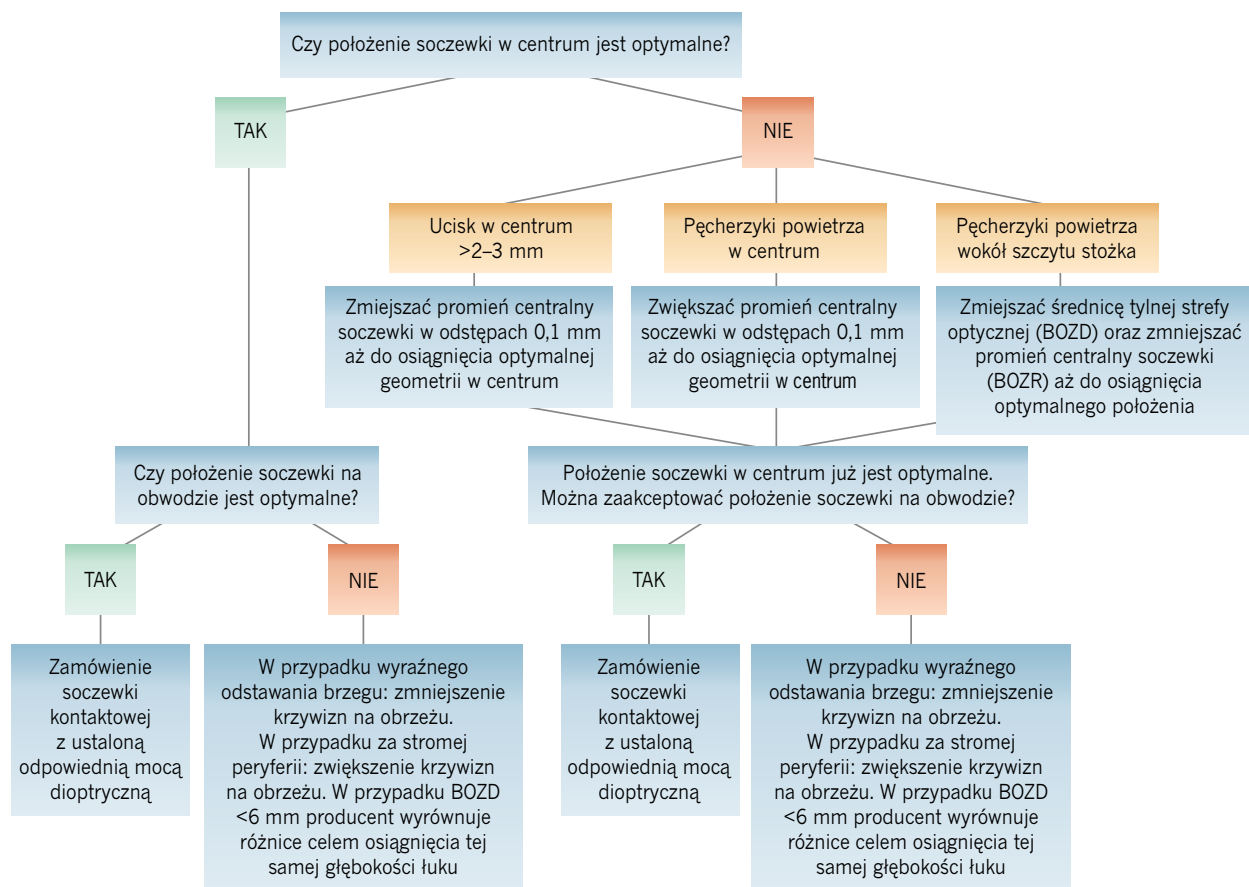 Czy położenie soczewki w centrum jest optymalne?
TAK
NIE
Ucisk w centrum
>2–3 mm
Pęcherzyki powietrza
w centrum
Pęcherzyki powietrza
wokół szczytu stożka
Zmiejszać promień centralny
soczewki w odstępach 0,1 mm
aż do osiągnięcia optymalnej
geometrii w centrum
Zwiększać promień centralny
soczewki w odstępach 0,1 mm
aż do osiągnięcia optymalnej
geometrii w centrum
Zmiejszać średnicę tylnej strefy
optycznej (BOZD) oraz zmniejszać
promień centralny soczewki
(BOZR) aż do osiągnięcia
optymalnego położenia
Czy położenie soczewki na
obwodzie jest optymalne?
Położenie soczewki w centrum już jest optymalne.
Można zaakceptować położenie soczewki na obwodzie?
TAK
NIE
TAK
NIE
Zamówienie
soczewki
kontaktowej
z ustaloną
odpowiednią mocą
dioptryczną
W przypadku wyraźnego
odstawania brzegu: zmniejszenie
krzywizn na obrzeżu.
W przypadku za stromej
peryferii: zwiększenie krzywizn
na obrzeżu. W przypadku BOZD
<6 mm producent wyrównuje
różnice celem osiągnięcia tej
samej głębokości łuku
Zamówienie
soczewki
kontaktowej
z ustaloną
odpowiednią mocą
dioptryczną
W przypadku wyraźnego
odstawania brzegu: zmniejszenie
krzywizn na obrzeżu.
W przypadku za stromej
peryferii: zwiększenie krzywizn
na obrzeżu. W przypadku BOZD
<6 mm producent wyrównuje
różnice celem osiągnięcia tej
samej głębokości łuku